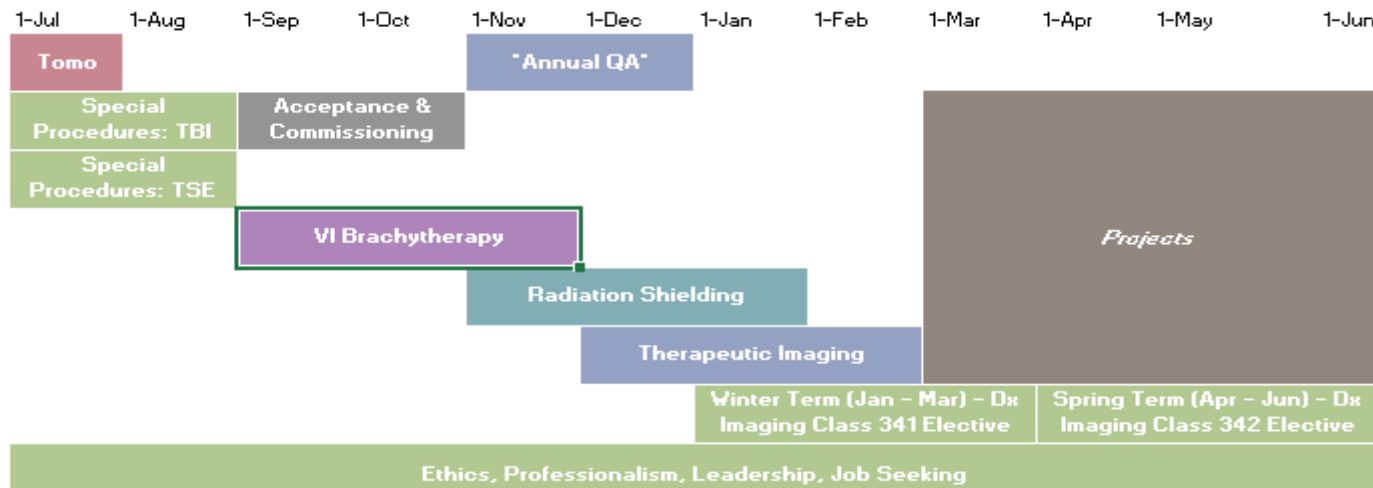 1-Jul 1-Aug 1-Sep 1-Oct 1-Nov 1-Dec 1-Jan 1-Feb 1-Mar 1-Apr 1-May 1-Jun
Tomo
"Annual QA"
Special
Procedures: TBI
Acceptance &
Commissioning
Special
Procedures: TSE
VI Brachytherapy
Projects
Radiation Shielding
Therapeutic Imaging
Winter Term (Jan - Mar) - Dx
Imaging Class 341 Elective
Spring Term (Apr - Jun) - Dx
Imaging Class 342 Elective
Ethics, Professionalism, Leadership, Job Seeking